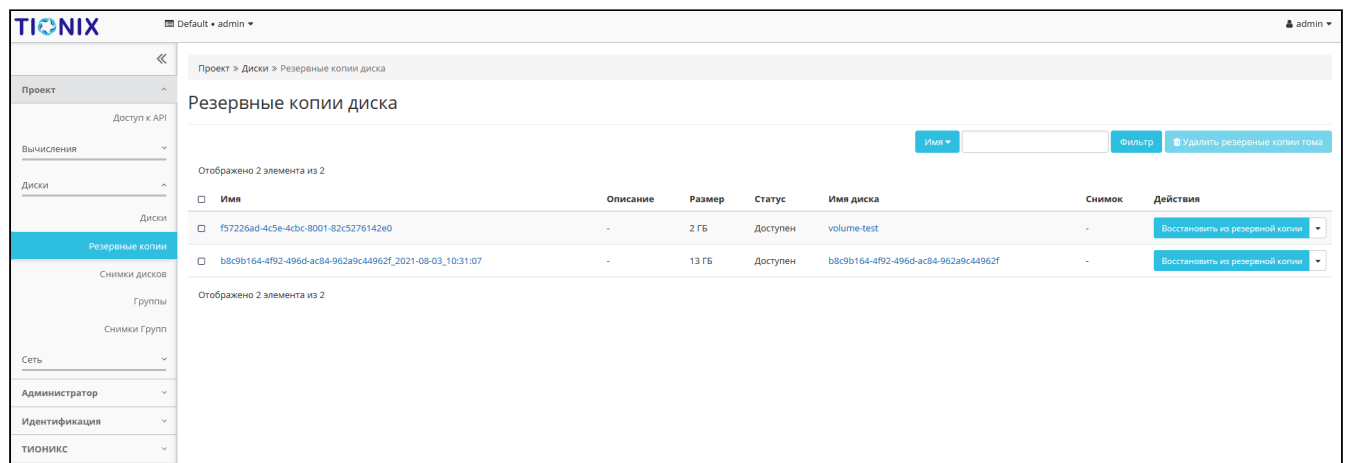 TIONIX
Default • admin
admin
Проект » Диски » Резервные копии диска
Проект
Доступ к API
Вычисления
Диски
Диски
Резервные копии
Снимки дисков
Группы
Снимки Групп
Сеть
Администратор
Идентификация
ТИОНИКС
Резервные копии диска
Имя
Фильтр
Удалить резервные копии тома
Отображено 2 элемента из 2
Имя Описание Размер Статус Имя диска Снимок Действия
f57226ad-4c5e-4cbc-8001-82c5276142e0 - 2 ГБ Доступен volume-test - Восстановить из резервной копии
b8c9b164-4f92-496d-ac84-962a9c44962f_2021-08-03_10:31:07 - 13 ГБ Доступен b8c9b164-4f92-496d-ac84-962a9c44962f - Восстановить из резервной копии
Отображено 2 элемента из 2